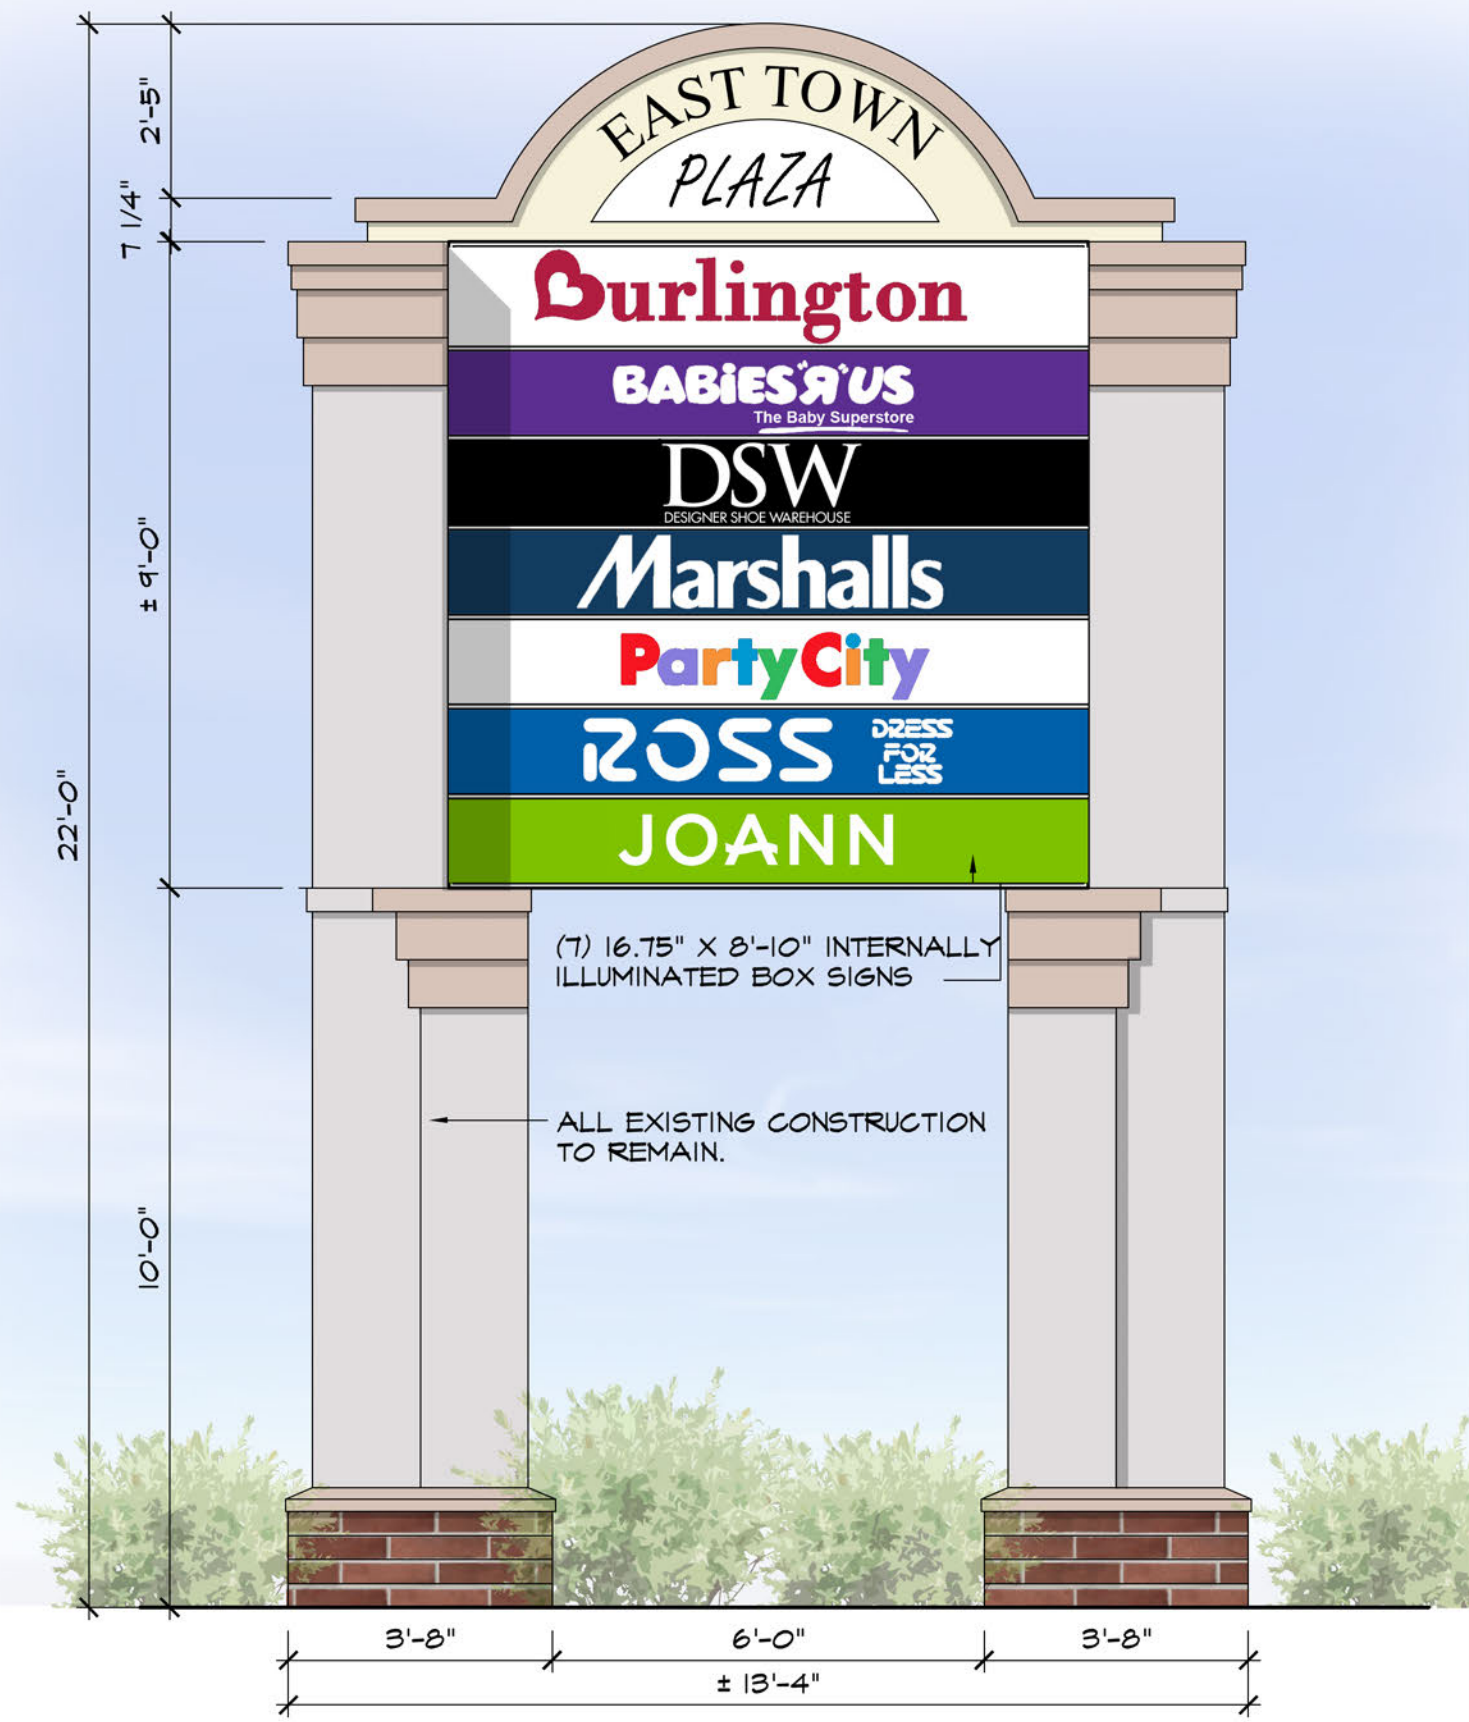 EAST TOWN
PLAZA
2'-5"
7 1/4"
Burlington
BABiES"R"US
The Baby Superstore
DSW
DESIGNER SHOE WAREHOUSE
± 9'-0"
Marshalls
PartyCity
ROSS DRESS
FOR
LESS
22'-0"
JOANN
(7) 16.75" X 8'-10" INTERNALLY
ILLUMINATED BOX SIGNS
ALL EXISTING CONSTRUCTION
TO REMAIN.
10'-0"
3'-8" 6'-0" 3'-8"
± 13'-4"